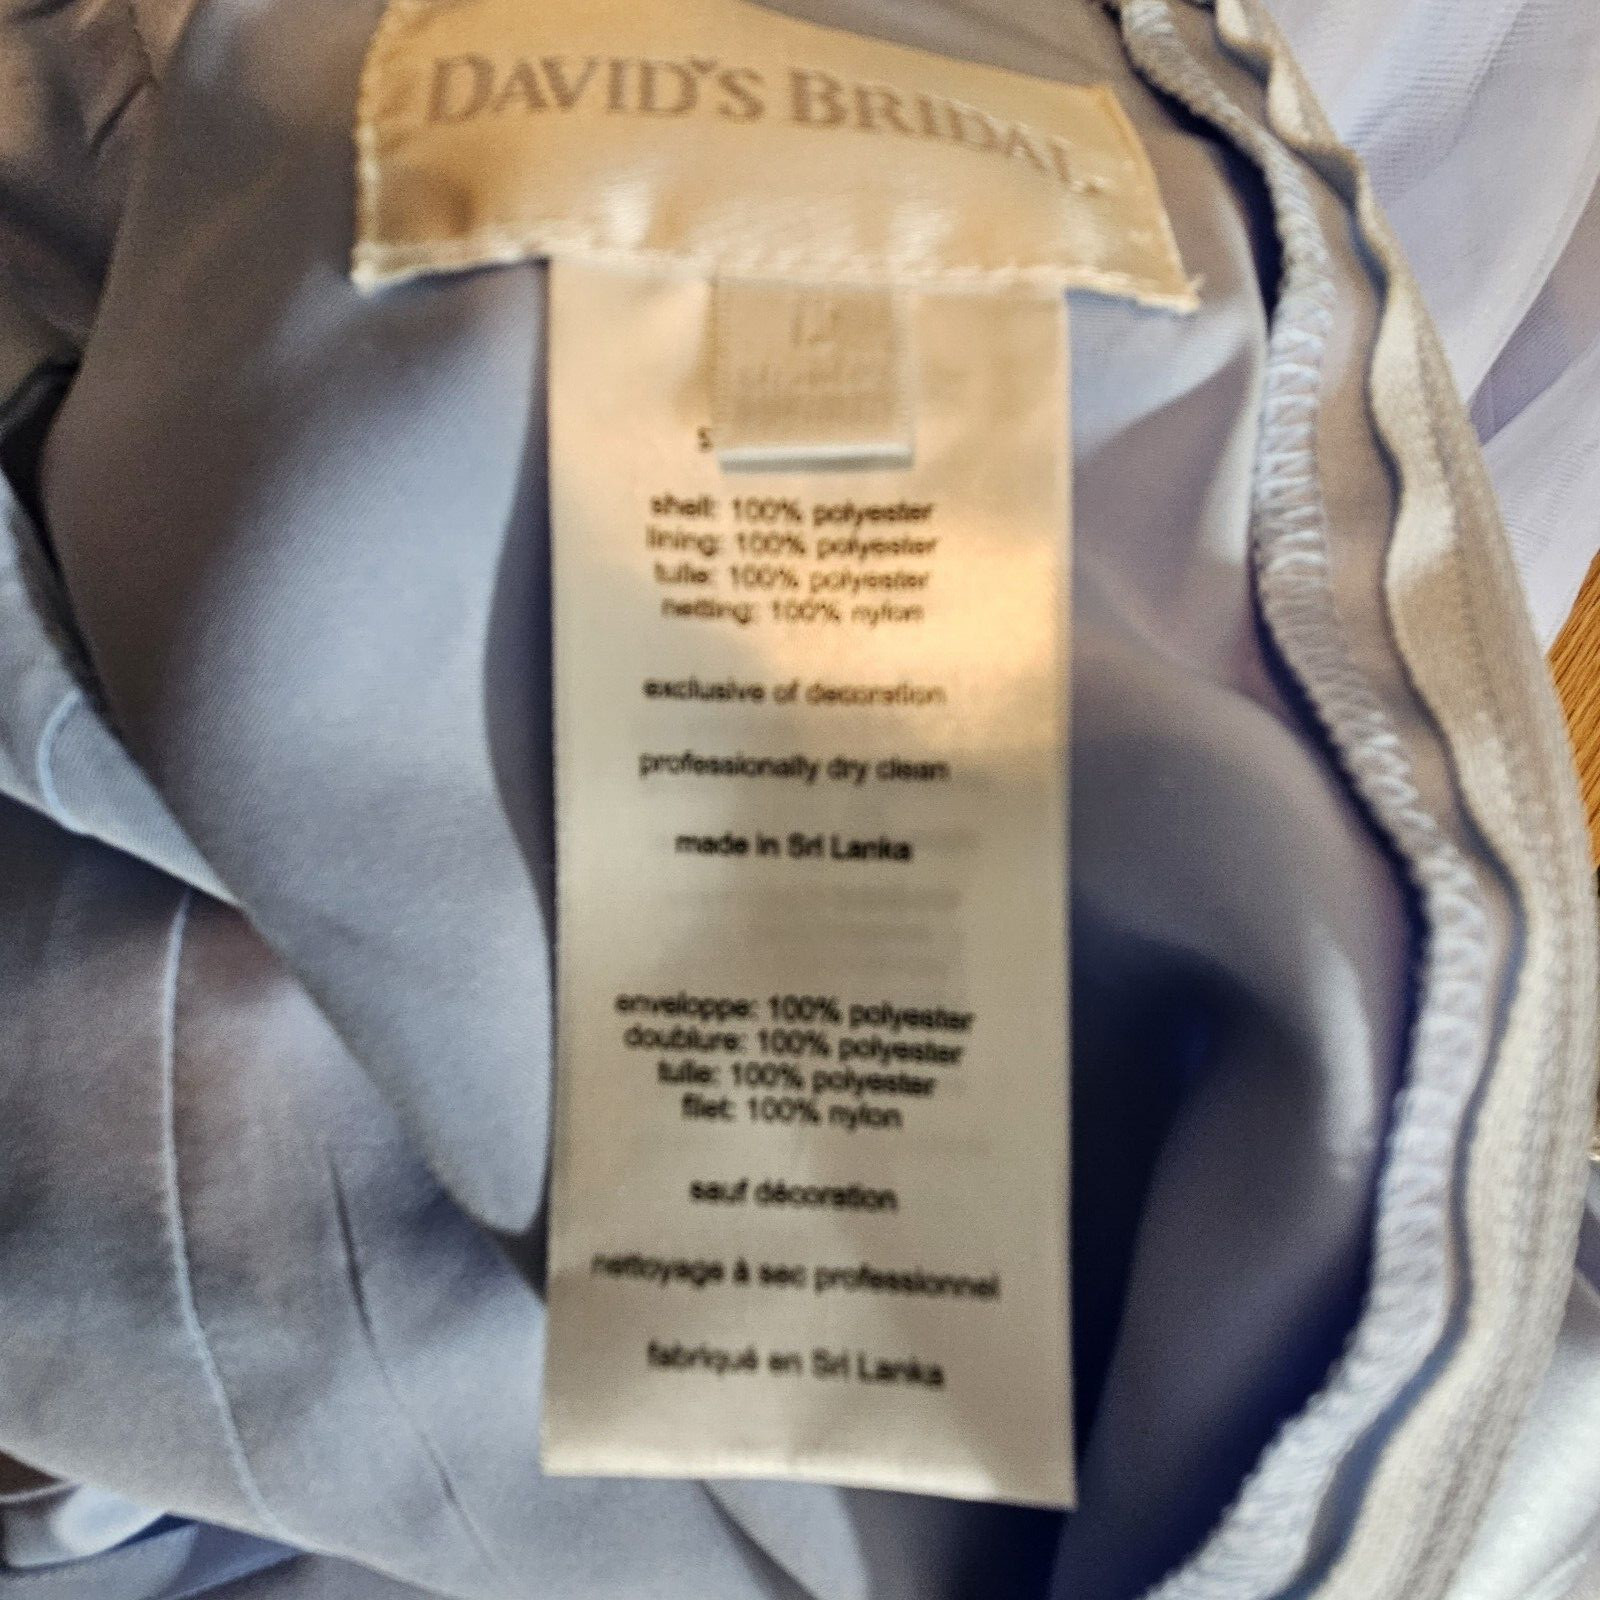 DAVID'S BRIDAL
12
s
shell: 100% polyester
lining: 100% polyester
tulle: 100% polyester
netting: 100% nylon
exclusive of decoration
professionally dry clean
made in Sri Lanka
enveloppe: 100% polyester
doublure: 100% polyester
tulle: 100% polyester
filet: 100% nylon
sauf décoration
nettoyage à sec professionnel
fabriqué en Sri Lanka